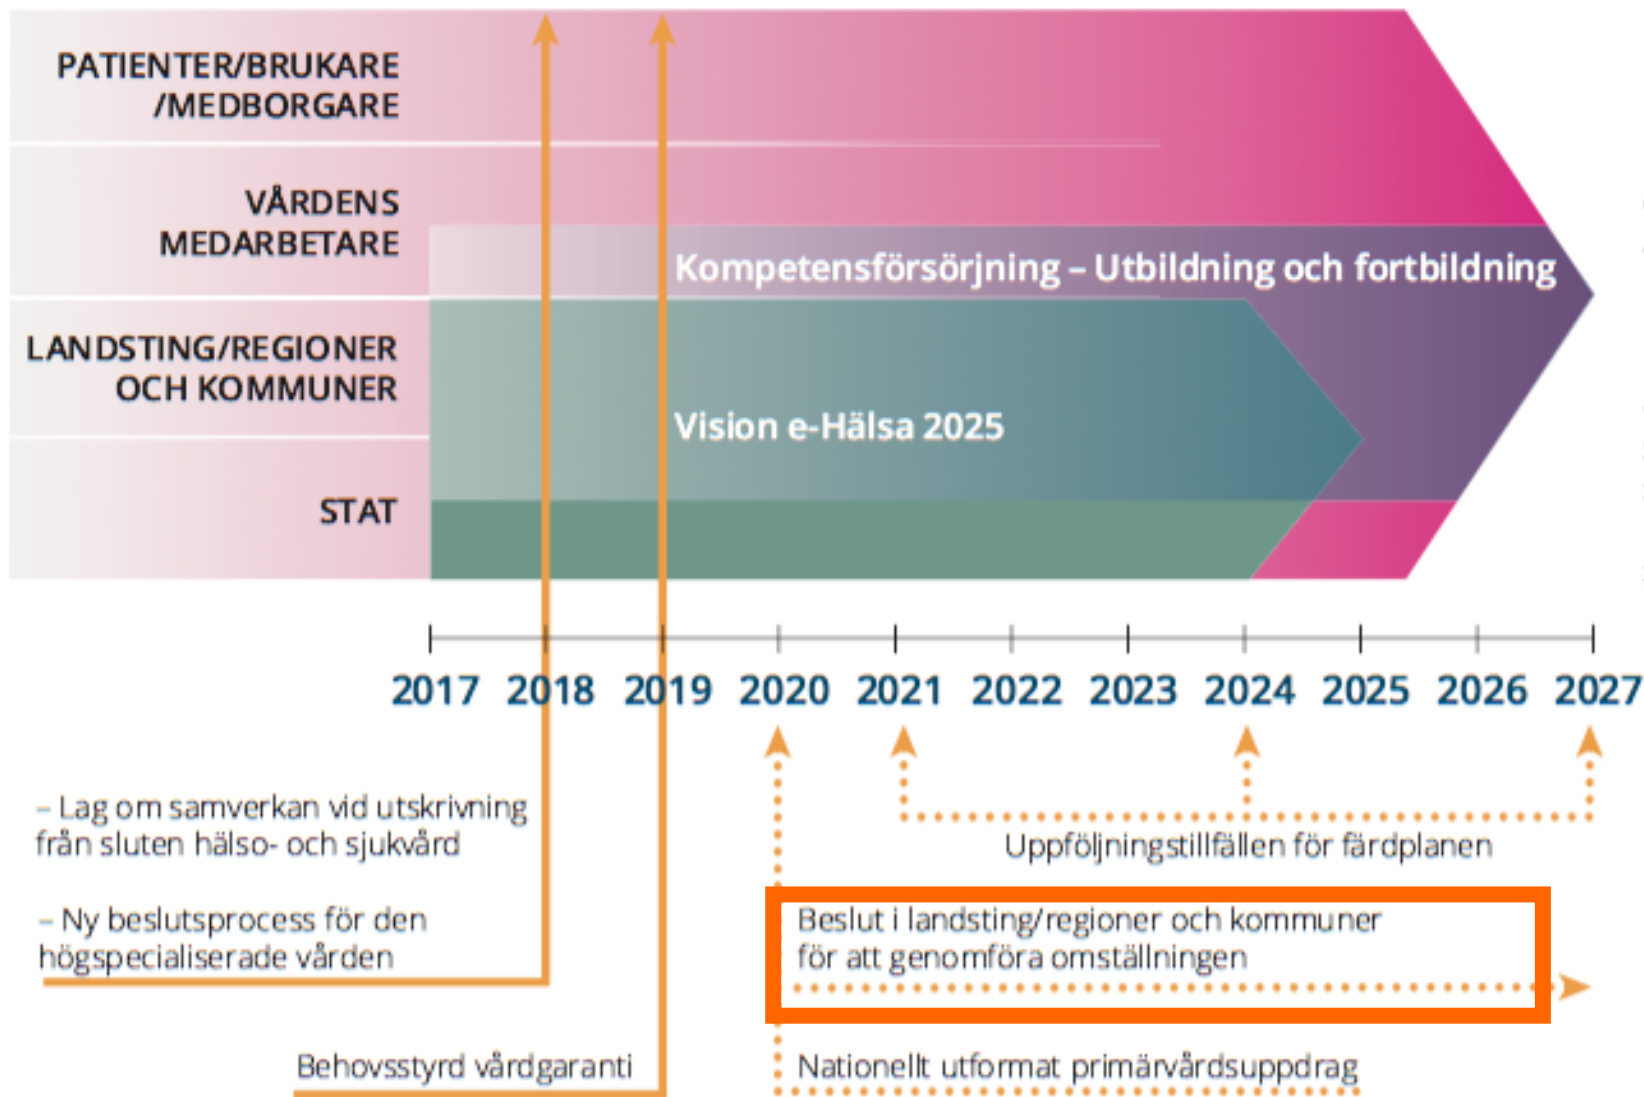 PATIENTER/BRUKARE
/MEDBORGARE
VÅRDENS
MEDARBETARE
Kompetensförsörjning – Utbildning och fortbildning
LANDSTING/REGIONER
OCH KOMMUNER
Vision e-Hälsa 2025
STAT
2017 2018 2019 2020 2021 2022 2023 2024 2025 2026 2027
– Lag om samverkan vid utskrivning
från sluten hälso- och sjukvård
Uppföljningstillfällen för färdplanen
– Ny beslutsprocess för den
högspecialiserade vården
Beslut i landsting/regioner och kommuner
för att genomföra omställningen
Behovsstyrd vårdgaranti
Nationellt utformat primärvårdsuppdrag